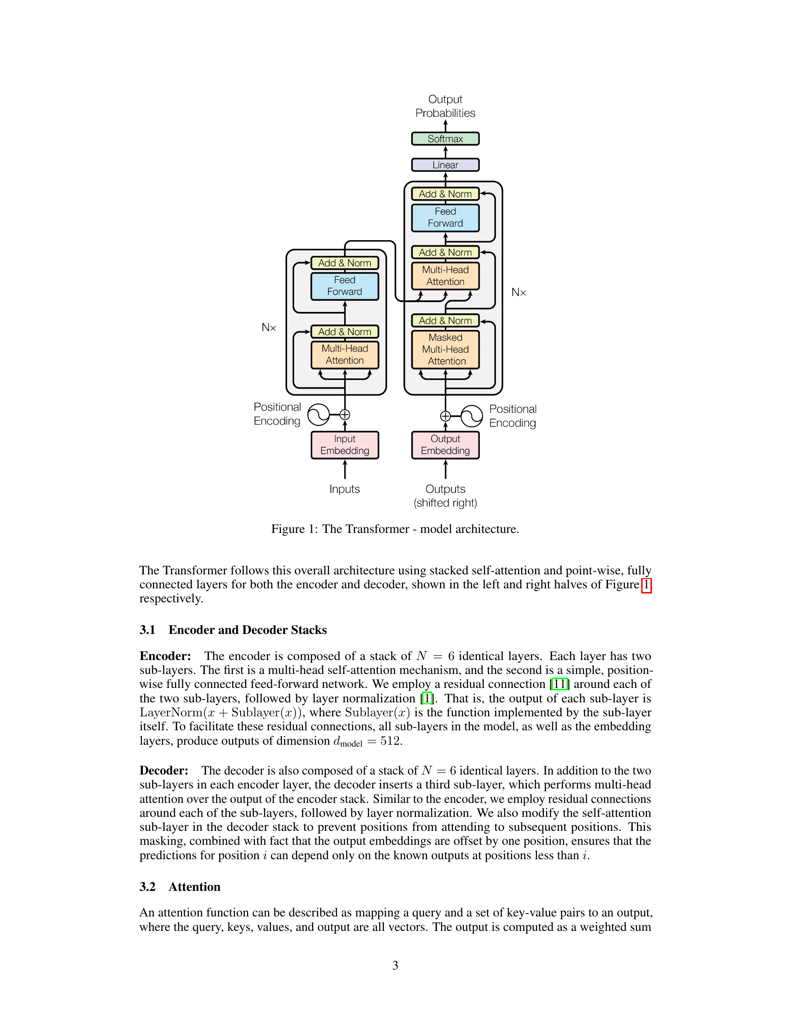 Output
Probabilities
Softmax
Linear
Add & Norm
Feed
Forward
Add & Norm
Multi-Head
Attention
Add & Norm
Masked
Multi-Head
Attention
N×
Add & Norm
Feed
Forward
Add & Norm
Multi-Head
Attention
N×
Positional
Encoding
Positional
Encoding
Input
Embedding
Output
Embedding
Inputs
Outputs
(shifted right)
Figure 1: The Transformer - model architecture.
The Transformer follows this overall architecture using stacked self-attention and point-wise, fully
connected layers for both the encoder and decoder, shown in the left and right halves of Figure 1,
respectively.
3.1 Encoder and Decoder Stacks
Encoder: The encoder is composed of a stack of N = 6 identical layers. Each layer has two
sub-layers. The first is a multi-head self-attention mechanism, and the second is a simple, position-
wise fully connected feed-forward network. We employ a residual connection [11] around each of
the two sub-layers, followed by layer normalization [1]. That is, the output of each sub-layer is
LayerNorm(x + Sublayer(x)), where Sublayer(x) is the function implemented by the sub-layer
itself. To facilitate these residual connections, all sub-layers in the model, as well as the embedding
layers, produce outputs of dimension d_model = 512.
Decoder: The decoder is also composed of a stack of N = 6 identical layers. In addition to the two
sub-layers in each encoder layer, the decoder inserts a third sub-layer, which performs multi-head
attention over the output of the encoder stack. Similar to the encoder, we employ residual connections
around each of the sub-layers, followed by layer normalization. We also modify the self-attention
sub-layer in the decoder stack to prevent positions from attending to subsequent positions. This
masking, combined with fact that the output embeddings are offset by one position, ensures that the
predictions for position i can depend only on the known outputs at positions less than i.
3.2 Attention
An attention function can be described as mapping a query and a set of key-value pairs to an output,
where the query, keys, values, and output are all vectors. The output is computed as a weighted sum
3